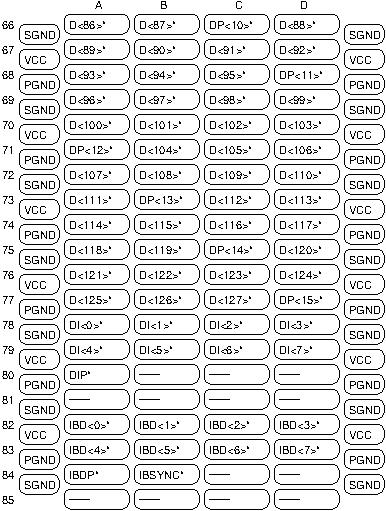 A B C D
66 D<86>* D<87>* DP<10>* D<88>*
SGND SGND
67 D<89>* D<90>* D<91>* D<92>*
VCC VCC
68 D<93>* D<94>* D<95>* DP<11>*
PGND PGND
69 D<96>* D<97>* D<98>* D<99>*
SGND SGND
70 D<100>* D<101>* D<102>* D<103>*
VCC VCC
71 DP<12>* D<104>* D<105>* D<106>*
PGND PGND
72 D<107>* D<108>* D<109>* D<110>*
SGND SGND
73 D<111>* DP<13>* D<112>* D<113>*
VCC VCC
74 D<114>* D<115>* D<116>* D<117>*
PGND PGND
75 D<118>* D<119>* DP<14>* D<120>*
SGND SGND
76 D<121>* D<122>* D<123>* D<124>*
VCC VCC
77 D<125>* D<126>* D<127>* DP<15>*
PGND PGND
78 DI<0>* DI<1>* DI<2>* DI<3>*
SGND SGND
79 DI<4>* DI<5>* DI<6>* DI<7>*
VCC VCC
80 DIP* — — —
PGND PGND
81 — — — —
SGND SGND
82 IBD<0>* IBD<1>* IBD<2>* IBD<3>*
VCC VCC
83 IBD<4>* IBD<5>* IBD<6>* IBD<7>*
PGND PGND
84 IBDP* IBSYNC* — —
SGND SGND
85 — — — —